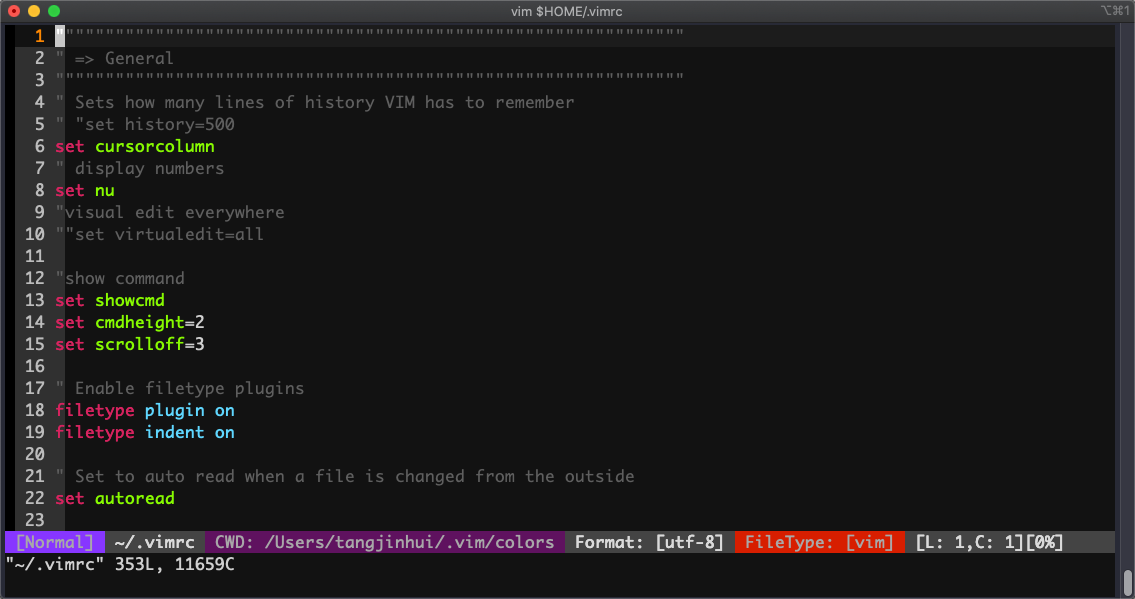 vim $HOME/.vimrc ⌥⌘1
1 """"""""""""""""""""""""""""""""""""""""""""""""""""""""""""""""
2 " => General
3 """"""""""""""""""""""""""""""""""""""""""""""""""""""""""""""""
4 " Sets how many lines of history VIM has to remember
5 " "set history=500
6 set cursorcolumn
7 " display numbers
8 set nu
9 "visual edit everywhere
10 ""set virtualedit=all
11
12 "show command
13 set showcmd
14 set cmdheight=2
15 set scrolloff=3
16
17 " Enable filetype plugins
18 filetype plugin on
19 filetype indent on
20
21 " Set to auto read when a file is changed from the outside
22 set autoread
23
[Normal] ~/.vimrc CWD: /Users/tangjinhui/.vim/colors Format: [utf-8] FileType: [vim] [L: 1,C: 1][0%]
"~/.vimrc" 353L, 11659C